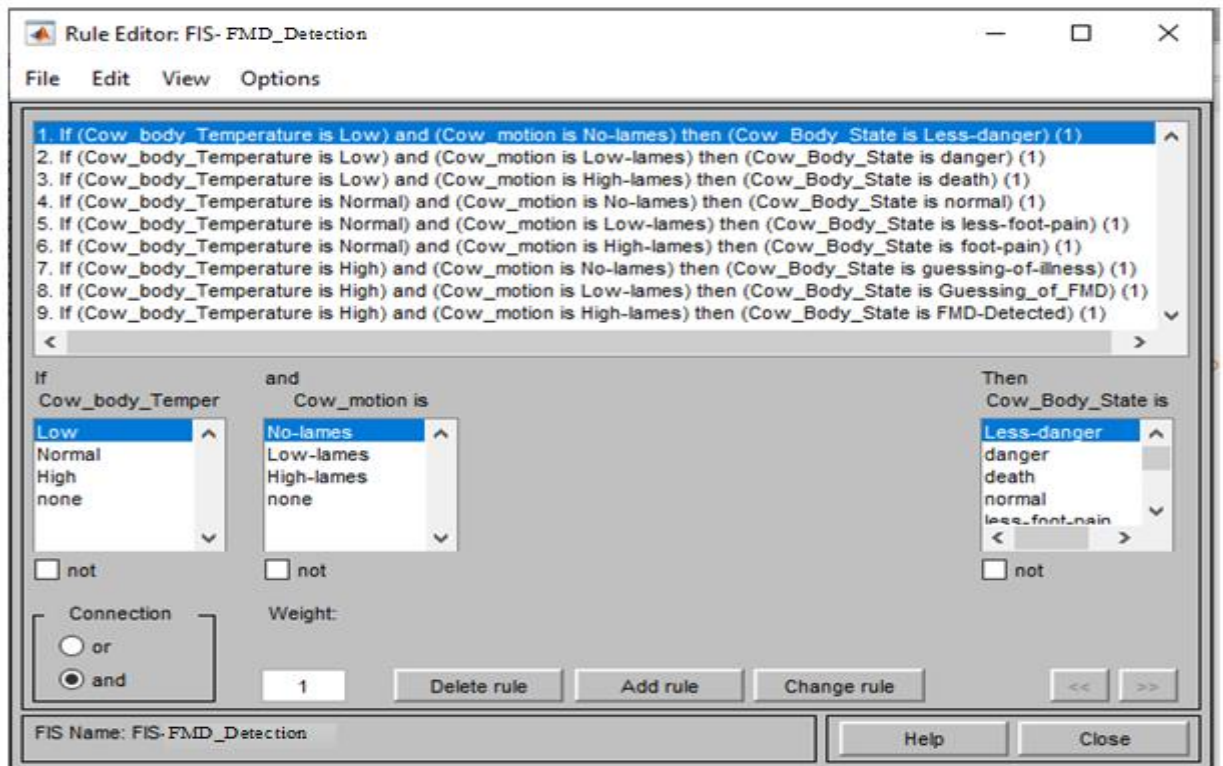 Rule Editor: FIS- FMD_Detection
File Edit View Options
1. If (Cow_body_Temperature is Low) and (Cow_motion is No-lames) then (Cow_Body_State is Less-danger) (1)
2. If (Cow_body_Temperature is Low) and (Cow_motion is Low-lames) then (Cow_Body_State is danger) (1)
3. If (Cow_body_Temperature is Low) and (Cow_motion is High-lames) then (Cow_Body_State is death) (1)
4. If (Cow_body_Temperature is Normal) and (Cow_motion is No-lames) then (Cow_Body_State is normal) (1)
5. If (Cow_body_Temperature is Normal) and (Cow_motion is Low-lames) then (Cow_Body_State is less-foot-pain) (1)
6. If (Cow_body_Temperature is Normal) and (Cow_motion is High-lames) then (Cow_Body_State is foot-pain) (1)
7. If (Cow_body_Temperature is High) and (Cow_motion is No-lames) then (Cow_Body_State is guessing-of-illness) (1)
8. If (Cow_body_Temperature is High) and (Cow_motion is Low-lames) then (Cow_Body_State is Guessing_of_FMD) (1)
9. If (Cow_body_Temperature is High) and (Cow_motion is High-lames) then (Cow_Body_State is FMD-Detected) (1)
If
Cow_body_Temper
Low
Normal
High
none
not
and
Cow_motion is
No-lames
Low-lames
High-lames
none
not
Then
Cow_Body_State is
Less-danger
danger
death
normal
less-foot-pain
not
Connection
or
and
Weight:
1
Delete rule Add rule Change rule << >>
FIS Name: FIS- FMD_Detection
Help Close